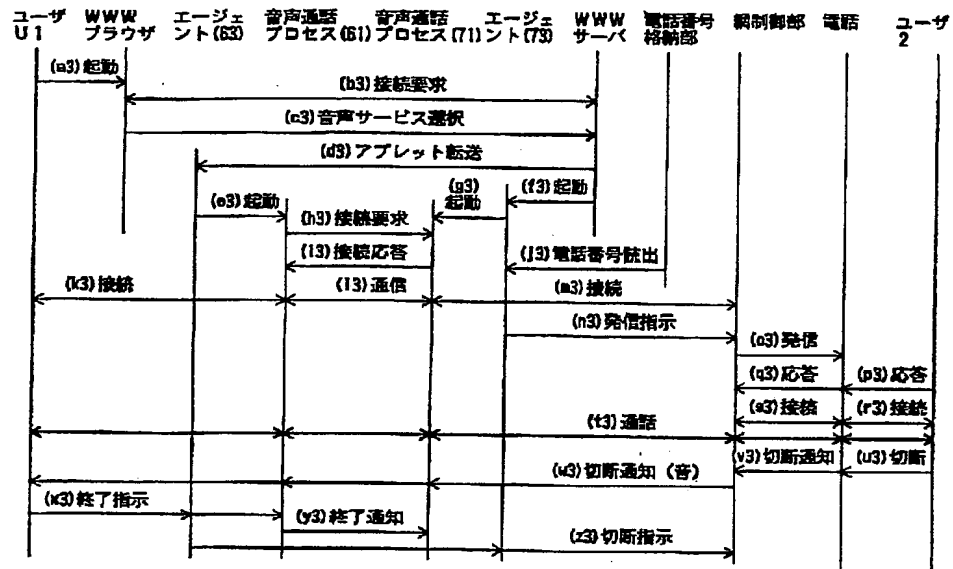 ユーザ WWW エージェ 音声通話 音声通話 エージェ WWW 電話番号 網制御部 電話 ユーザ
U1 ブラウザ ント(63) プロセス(61) プロセス(71) ント(73) サーバ 格納部 2
(a3)起動
(b3)接続要求
(c3)音声サービス選択
(d3)アプレット転送
(e3)起動
(g3)
起動
(f3)起動
(h3)接続要求
(i3)接続応答
(j3)電話番号読出
(k3)接続
(l3)通信
(m3)接続
(n3)発信指示
(o3)発信
(q3)応答
(p3)応答
(s3)接続
(r3)接続
(t3)通話
(v3)切断通知
(u3)切断
(w3)切断通知(音)
(x3)終了指示
(y3)終了通知
(z3)切断指示